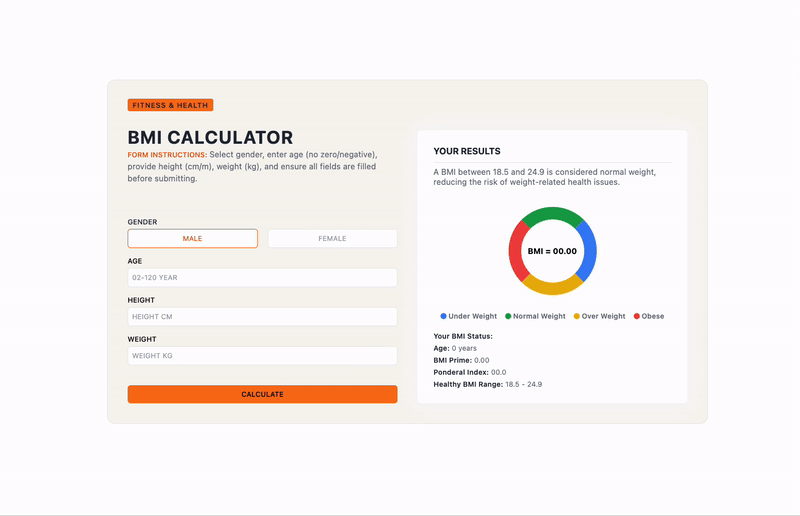 FITNESS & HEALTH
BMI CALCULATOR
FORM INSTRUCTIONS: Select gender, enter age (no zero/negative),
provide height (cm/m), weight (kg), and ensure all fields are filled
before submitting.
GENDER
MALE
FEMALE
AGE
02-120 YEAR
HEIGHT
HEIGHT CM
WEIGHT
WEIGHT KG
CALCULATE
YOUR RESULTS
A BMI between 18.5 and 24.9 is considered normal weight,
reducing the risk of weight-related health issues.
BMI = 00.00
Under Weight
Normal Weight
Over Weight
Obese
Your BMI Status:
Age: 0 years
BMI Prime: 0.00
Ponderal Index: 00.0
Healthy BMI Range: 18.5 - 24.9